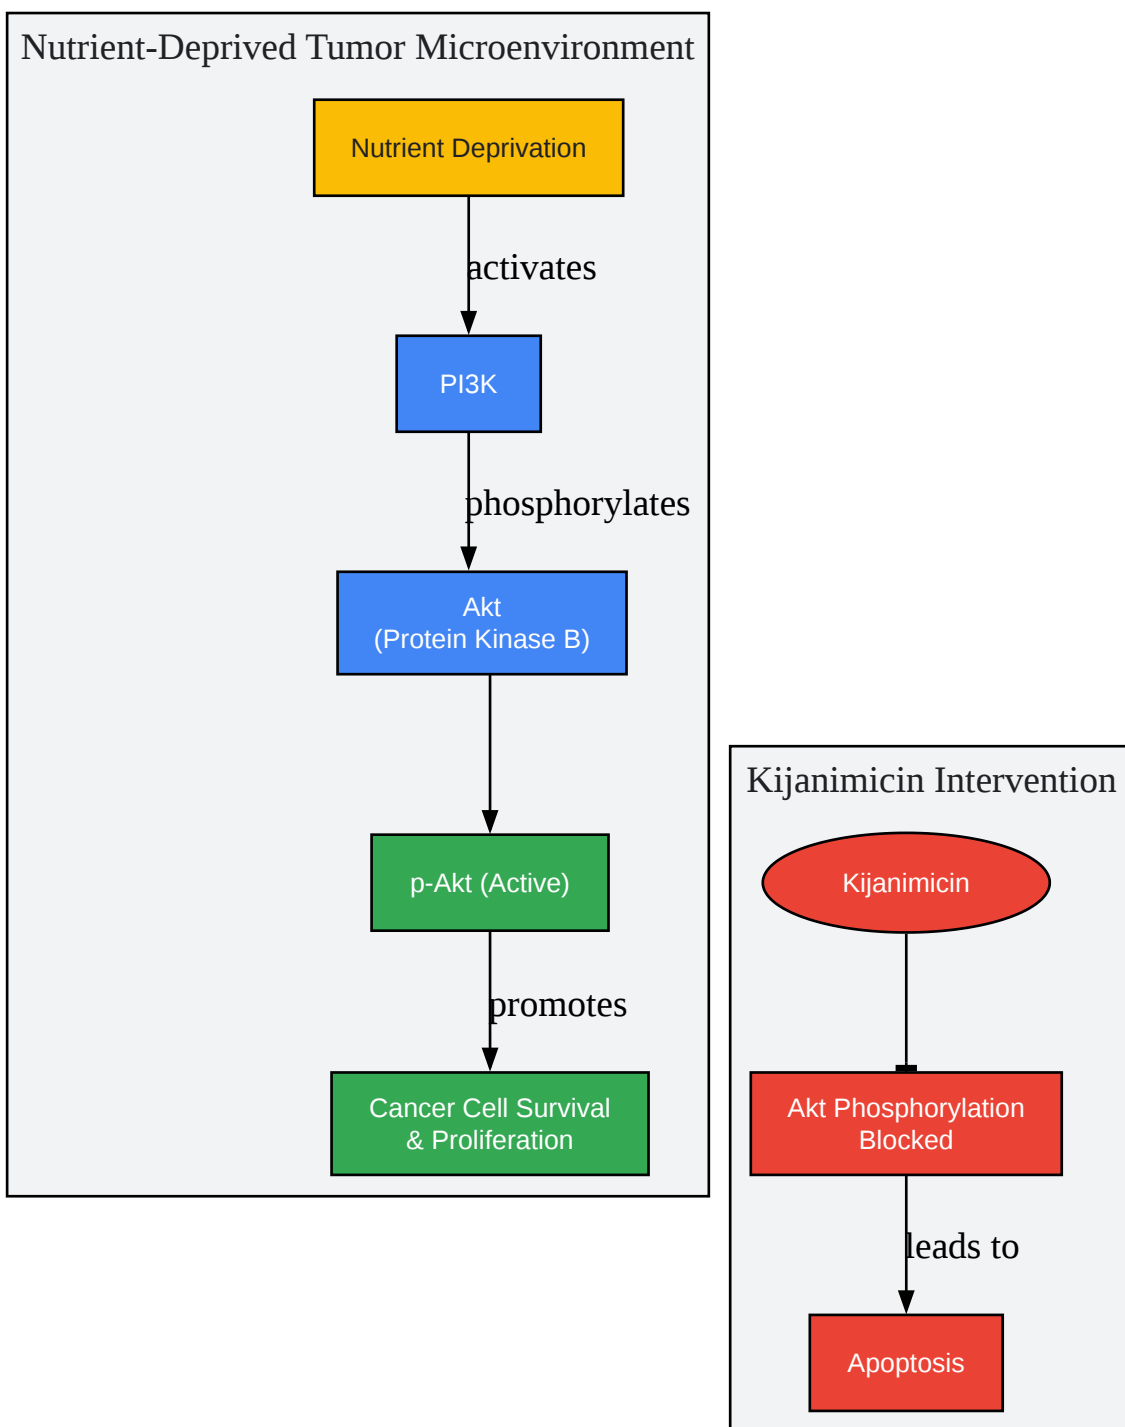 Nutrient-Deprived Tumor Microenvironment
Nutrient Deprivation
activates
PI3K
phosphorylates
Akt
(Protein Kinase B)
p-Akt (Active)
promotes
Cancer Cell Survival
& Proliferation
Kijanimicin Intervention
Kijanimicin
Akt Phosphorylation
Blocked
leads to
Apoptosis